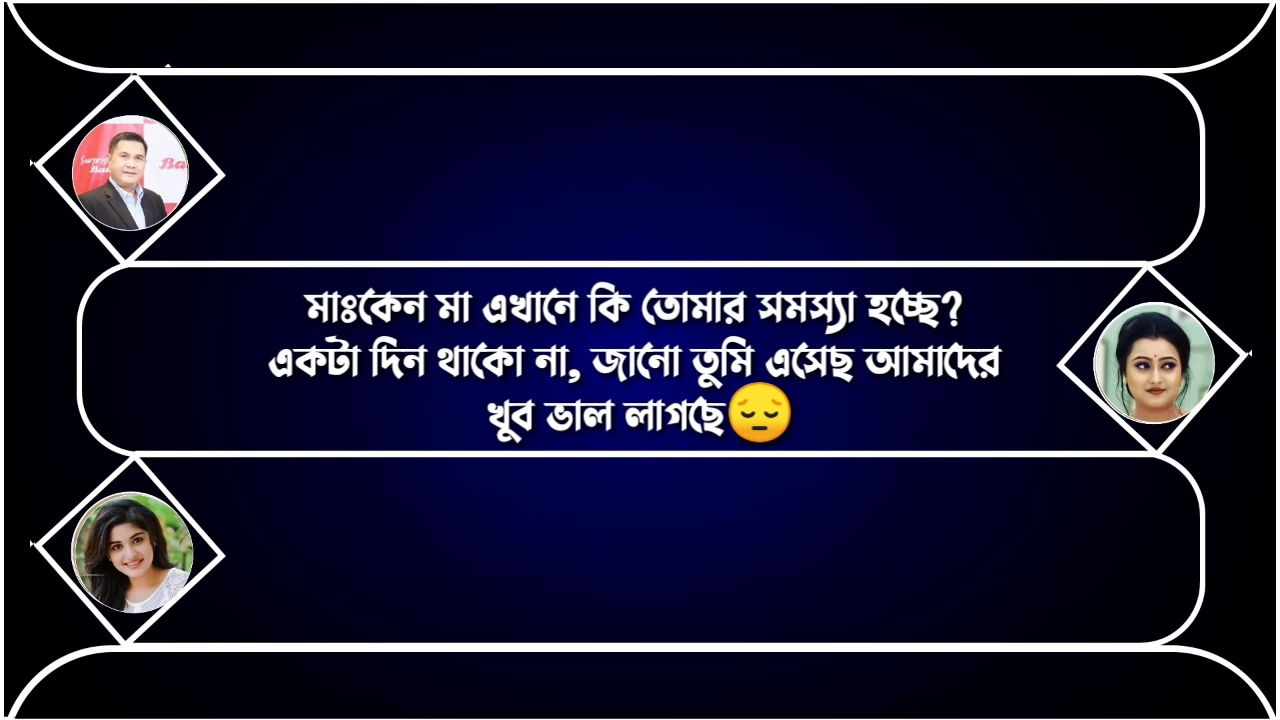 মাঃকেন মা এখানে কি তোমার সমস্যা হচ্ছে?
একটা দিন থাকো না, জানো তুমি এসেছ আমাদের
খুব ভাল লাগছে😔